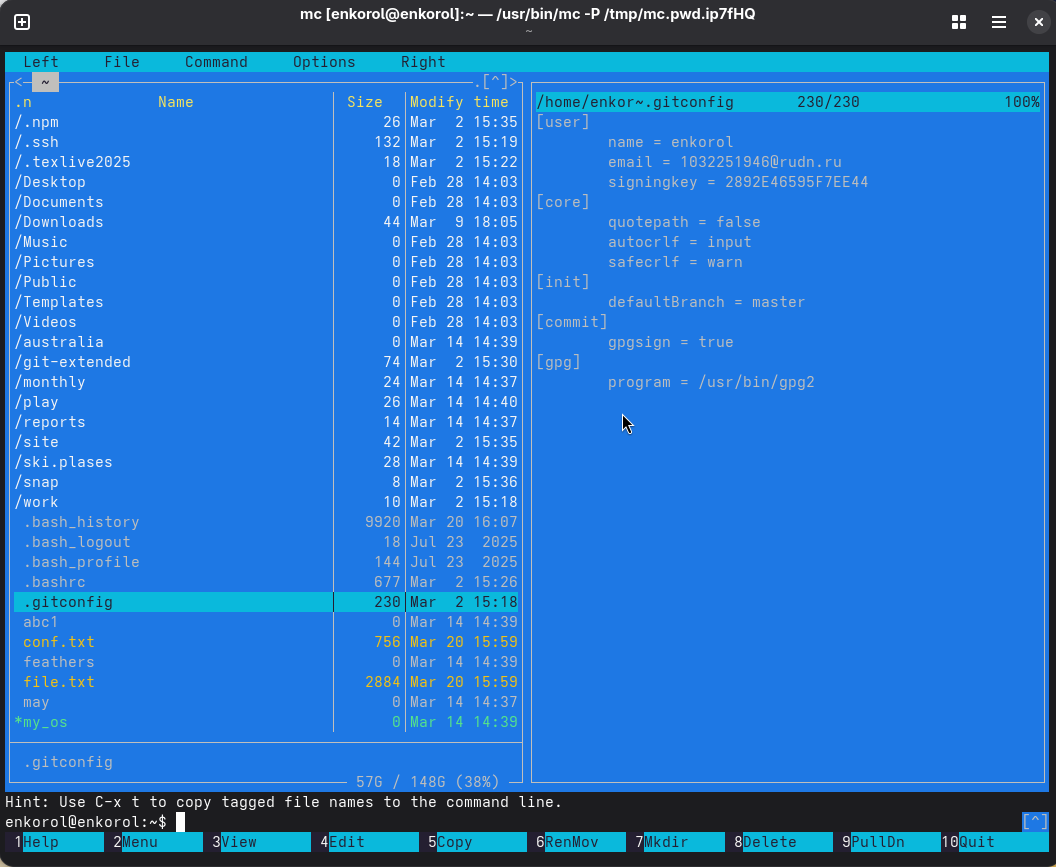 mc [enkorol@enkorol]:~ — /usr/bin/mc -P /tmp/mc.pwd.ip7fHQ
~
Left File Command Options Right
<─ ~ .[^]>
.n Name Size Modify time
/.npm 26 Mar 2 15:35
/.ssh 132 Mar 2 15:19
/.texlive2025 18 Mar 2 15:22
/Desktop 0 Feb 28 14:03
/Documents 0 Feb 28 14:03
/Downloads 44 Mar 9 18:05
/Music 0 Feb 28 14:03
/Pictures 0 Feb 28 14:03
/Public 0 Feb 28 14:03
/Templates 0 Feb 28 14:03
/Videos 0 Feb 28 14:03
/australia 0 Mar 14 14:39
/git-extended 74 Mar 2 15:30
/monthly 24 Mar 14 14:37
/play 26 Mar 14 14:40
/reports 14 Mar 14 14:37
/site 42 Mar 2 15:35
/ski.plases 28 Mar 14 14:39
/snap 8 Mar 2 15:36
/work 10 Mar 2 15:18
.bash_history 9920 Mar 20 16:07
.bash_logout 18 Jul 23 2025
.bash_profile 144 Jul 23 2025
.bashrc 677 Mar 2 15:26
.gitconfig 230 Mar 2 15:18
abc1 0 Mar 14 14:39
conf.txt 756 Mar 20 15:59
feathers 0 Mar 14 14:39
file.txt 2884 Mar 20 15:59
may 0 Mar 14 14:37
*my_os 0 Mar 14 14:39
.gitconfig
57G / 148G (38%)
/home/enkor~.gitconfig 230/230 100%
[user]
name = enkorol
email = 1032251946@rudn.ru
signingkey = 2892E46595F7EE44
[core]
quotepath = false
autocrlf = input
safecrlf = warn
[init]
defaultBranch = master
[commit]
gpgsign = true
[gpg]
program = /usr/bin/gpg2
Hint: Use C-x t to copy tagged file names to the command line.
enkorol@enkorol:~$ [^]
1Help 2Menu 3View 4Edit 5Copy 6RenMov 7Mkdir 8Delete 9PullDn 10Quit